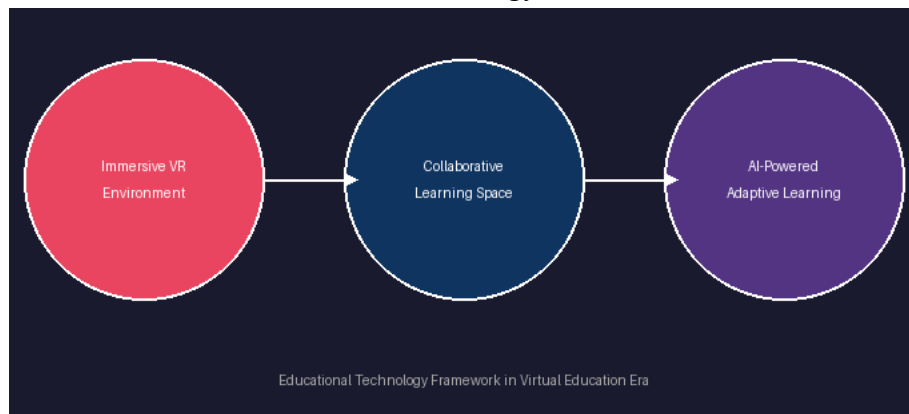 Immersive VR
Environment
Collaborative
Learning Space
AI-Powered
Adaptive Learning
Educational Technology Framework in Virtual Education Era